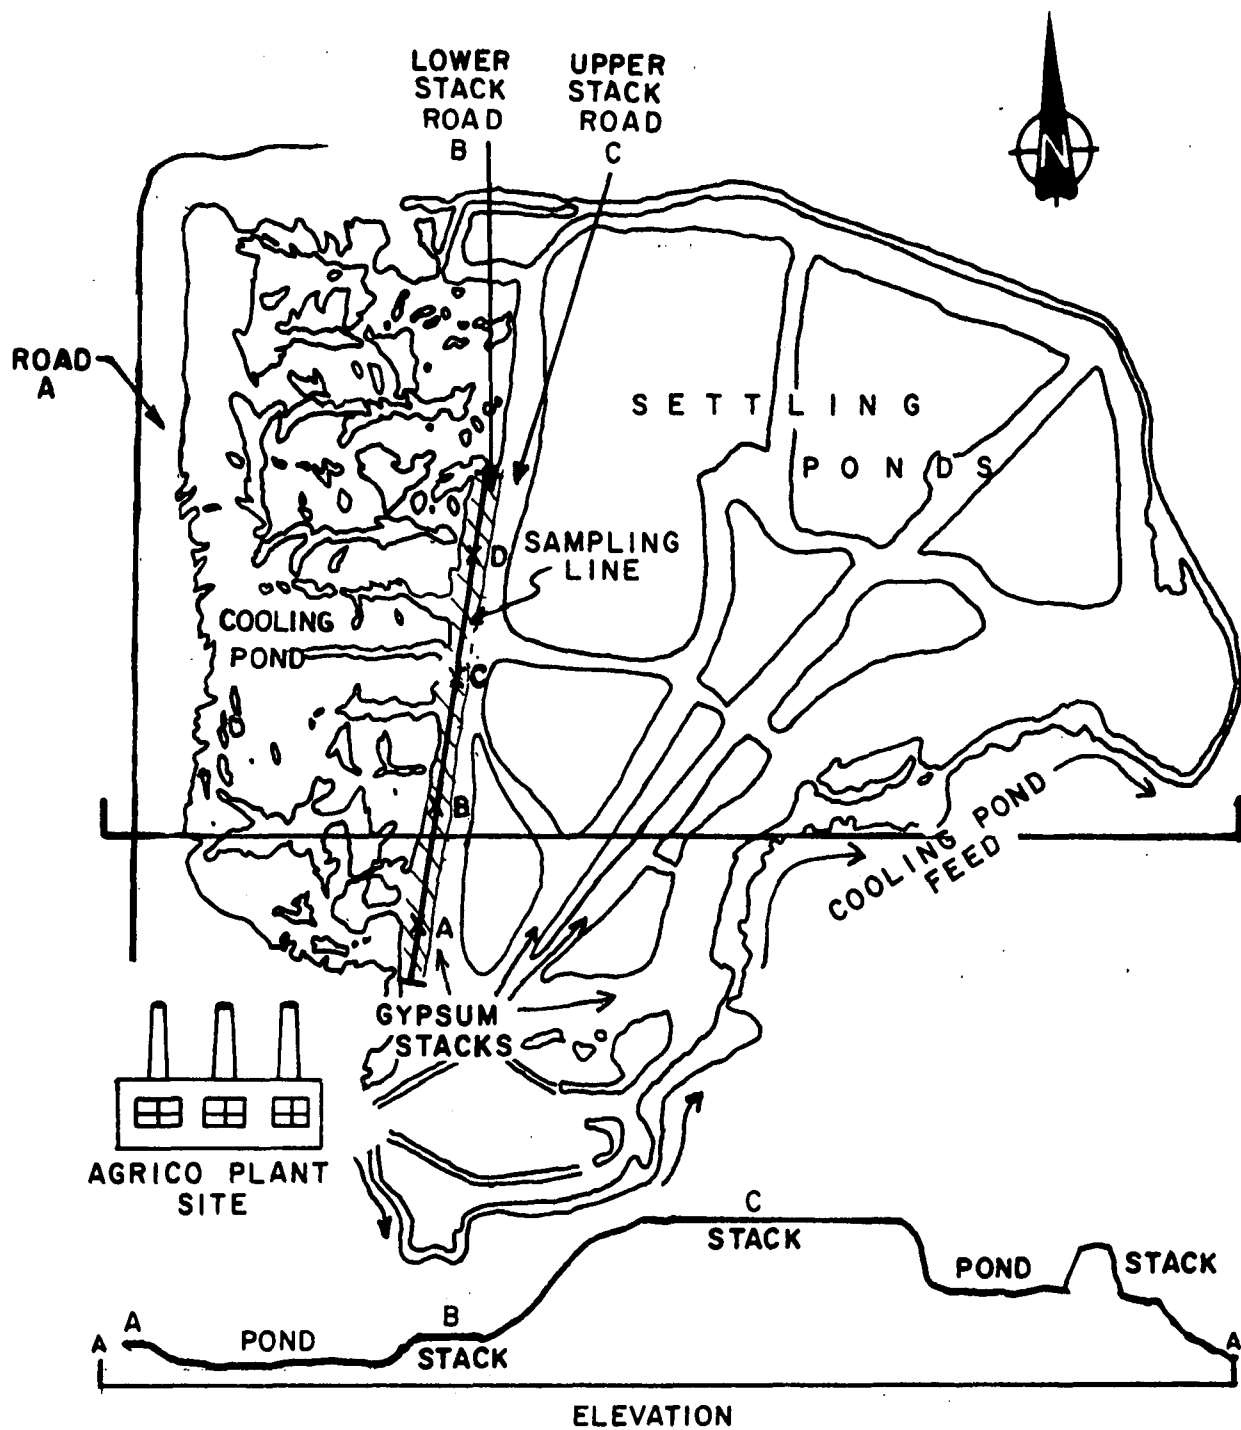 LOWER
STACK
ROAD
B
UPPER
STACK
ROAD
C
N
ROAD
A
SETTLING
PONDS
SAMPLING
LINE
D
COOLING
POND
C
B
A
COOLING POND
FEED
GYPSUM
STACKS
AGRICO PLANT
SITE
C
STACK
POND
STACK
A
A
POND
B
STACK
A
ELEVATION